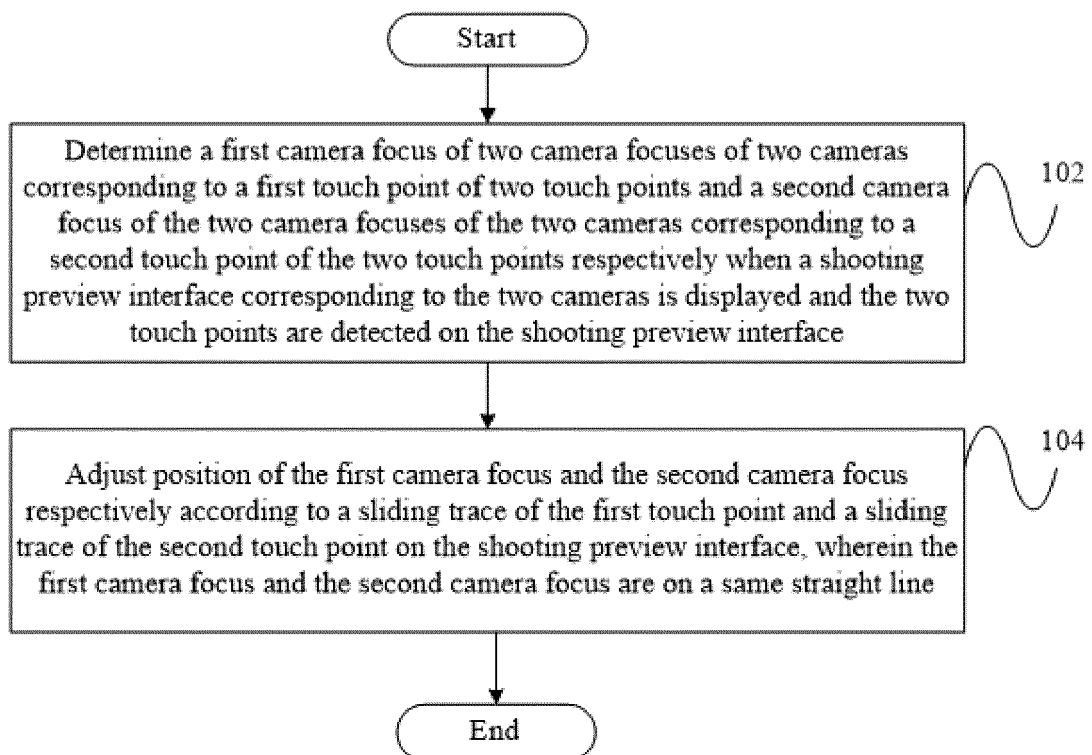 Start
Determine a first camera focus of two camera focuses of two cameras
corresponding to a first touch point of two touch points and a second camera
focus of the two camera focuses of the two cameras corresponding to a
second touch point of the two touch points respectively when a shooting
preview interface corresponding to the two cameras is displayed and the two
touch points are detected on the shooting preview interface
102
Adjust position of the first camera focus and the second camera focus
respectively according to a sliding trace of the first touch point and a sliding
trace of the second touch point on the shooting preview interface, wherein the
first camera focus and the second camera focus are on a same straight line
104
End